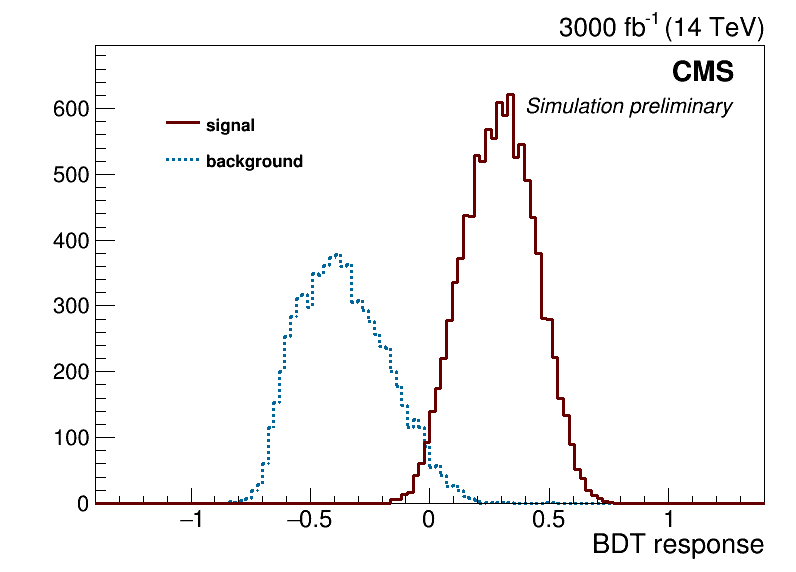 3000 fb⁻¹ (14 TeV)
CMS
Simulation preliminary
signal
background
600
500
400
300
200
100
0
−1 −0.5 0 0.5 1
BDT response